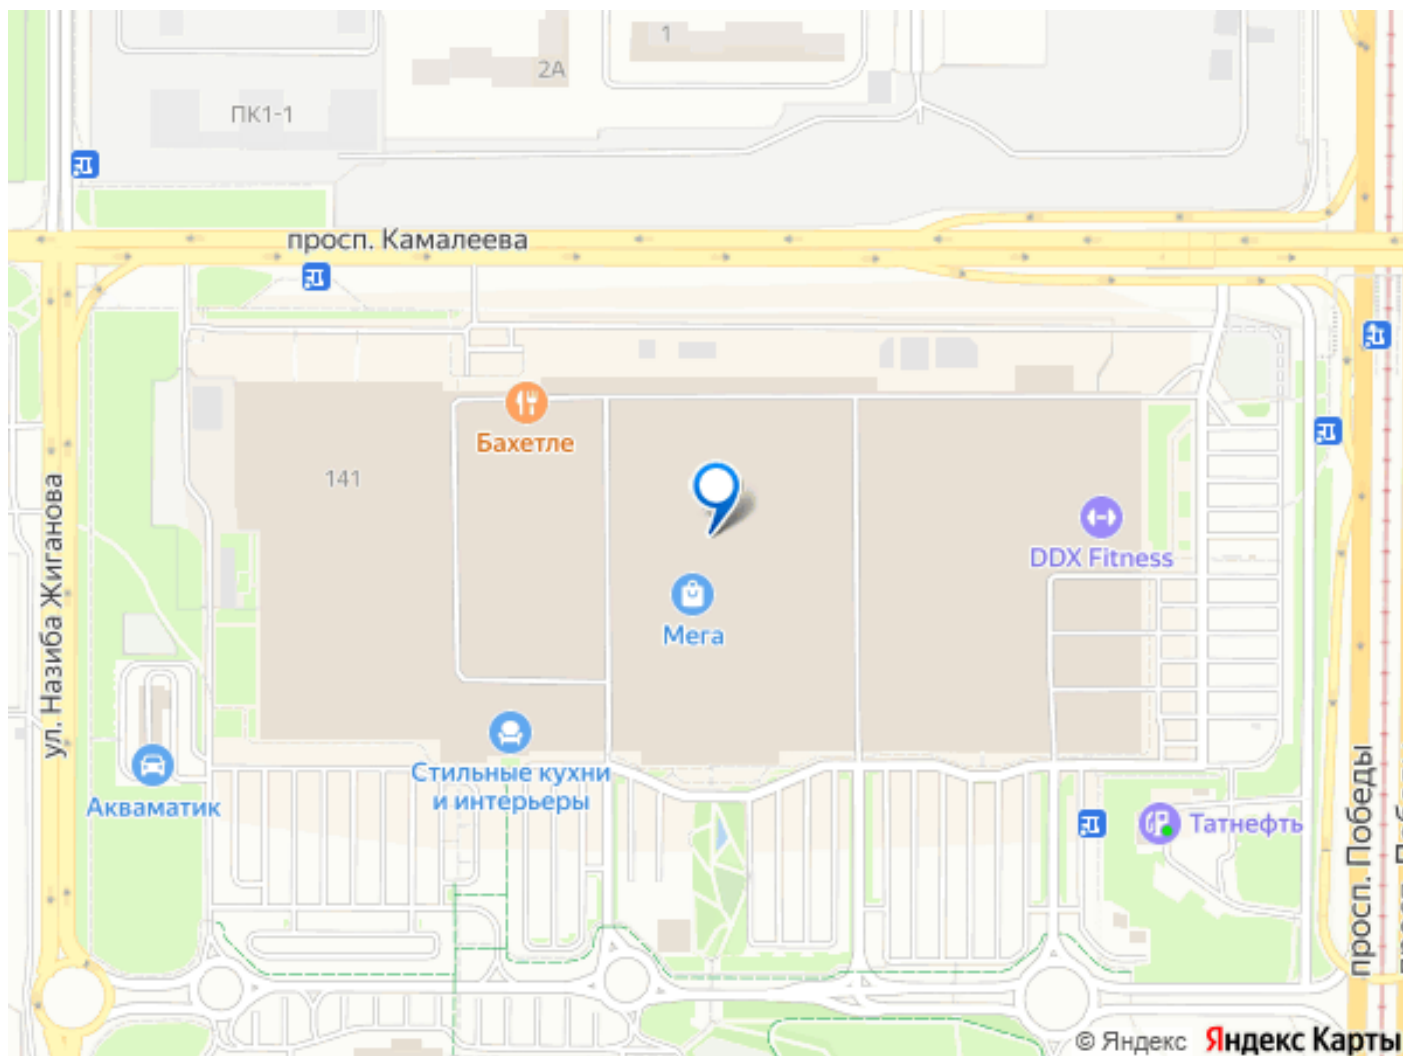 1
2А
ПК1-1
просп. Камалеева
Бахетле
141
ул. Назиба Жиганова
DDX Fitness
Мега
Стильные кухни
и интерьеры
Акваматик
Татнефть
просп. Победы
© Яндекс Яндекс Карты